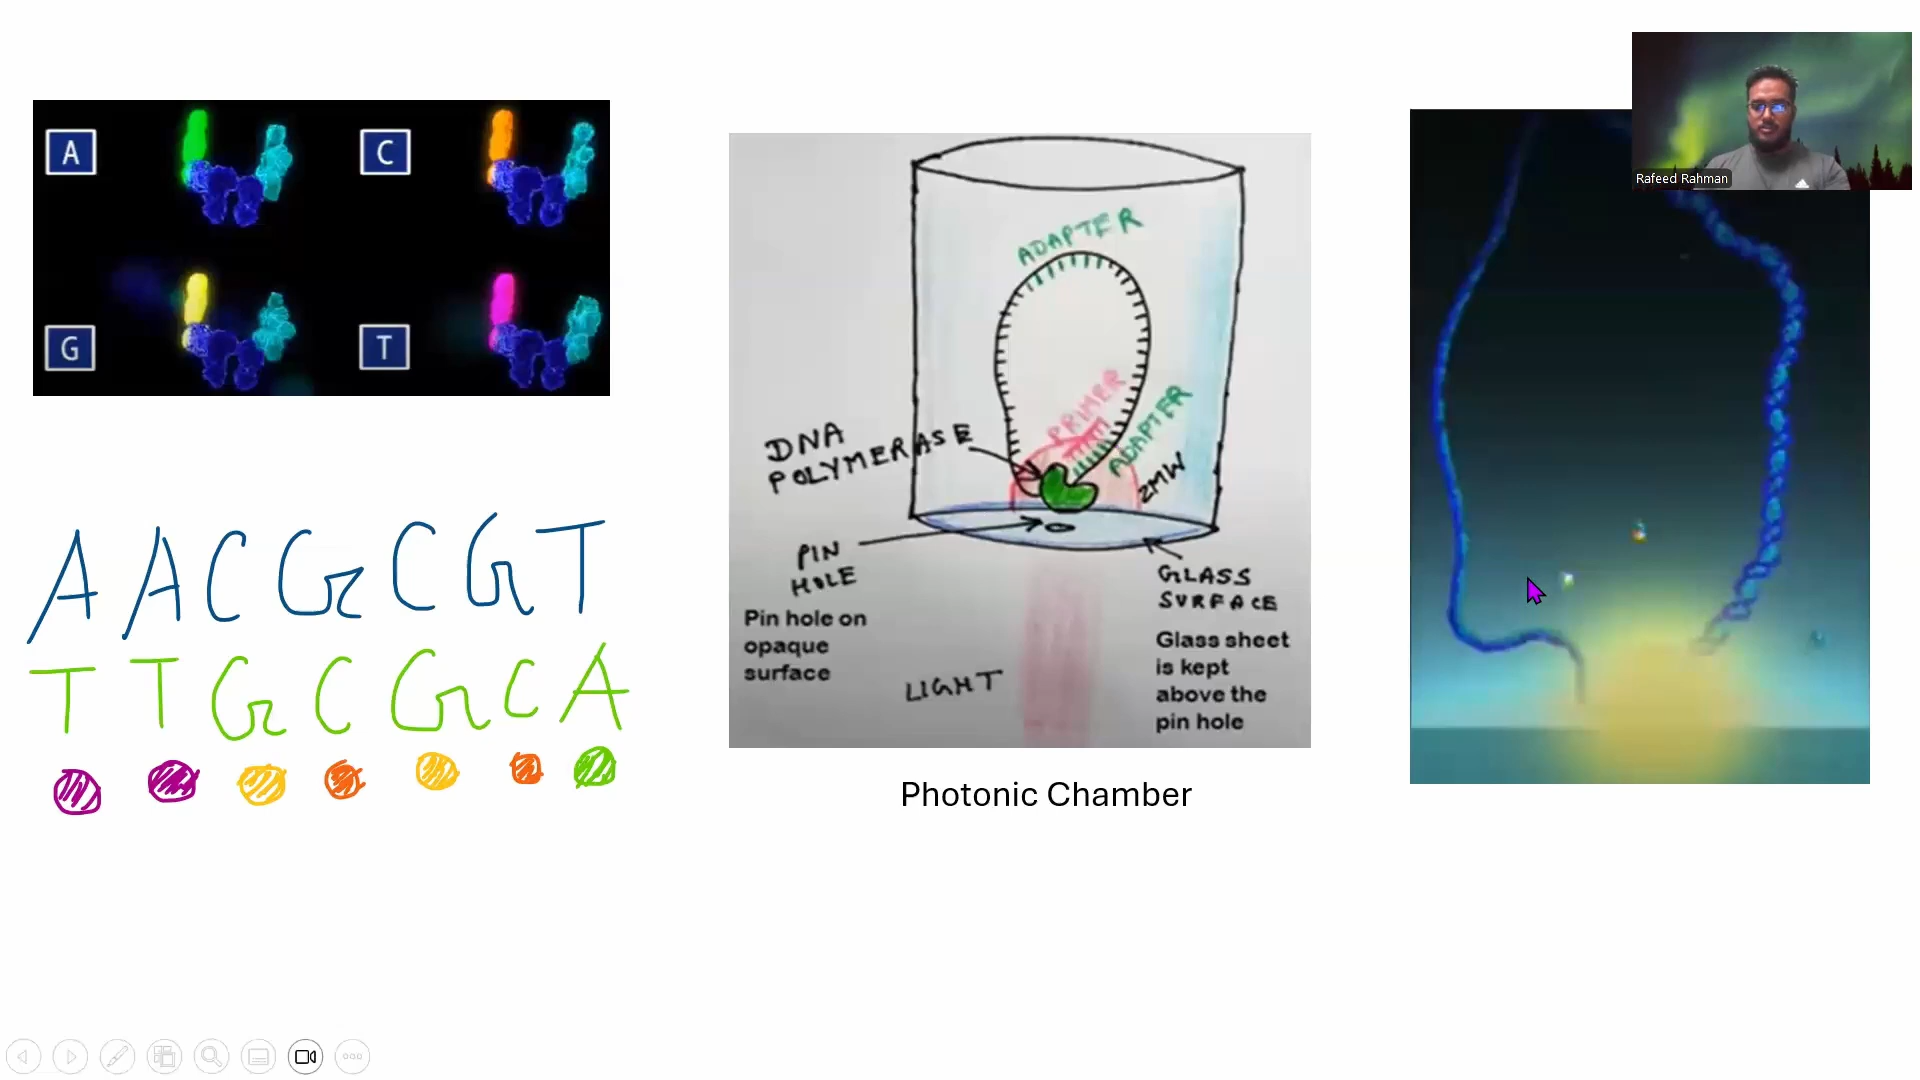 A
C
G
T
AACGCGT
TTGCGCA
ADAPTER
PRIMER
ADAPTER
DNA
POLYMERASE
ZMW
PIN
HOLE
Pin hole on
opaque
surface
LIGHT
GLASS
SURFACE
Glass sheet
is kept
above the
pin hole
Photonic Chamber
Rafeed Rahman